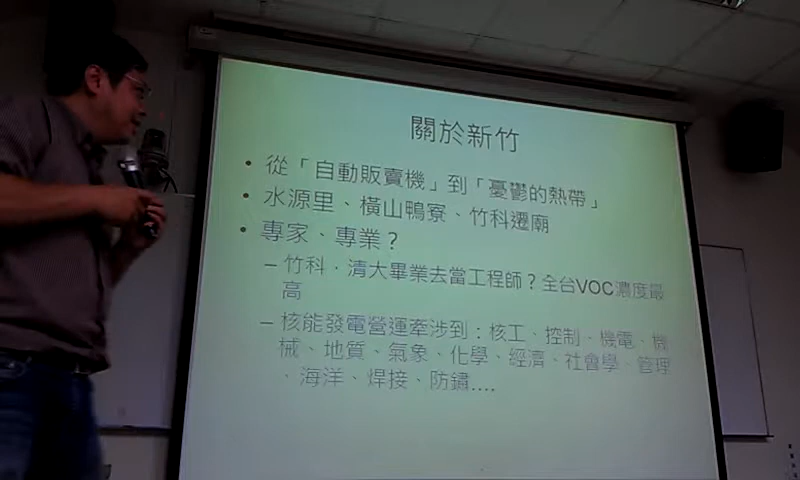 關於新竹
• 從「自動販賣機」到「憂鬱的熱帶」
• 水源里、橫山鴨寮、竹科遷廟
• 專家、專業？
– 竹科．清大畢業去當工程師？全台VOC濃度最
高
– 核能發電營運牽涉到：核工、控制、機電、機
械、地質、氣象、化學、經濟、社會學、管理
、海洋、焊接、防鏽....